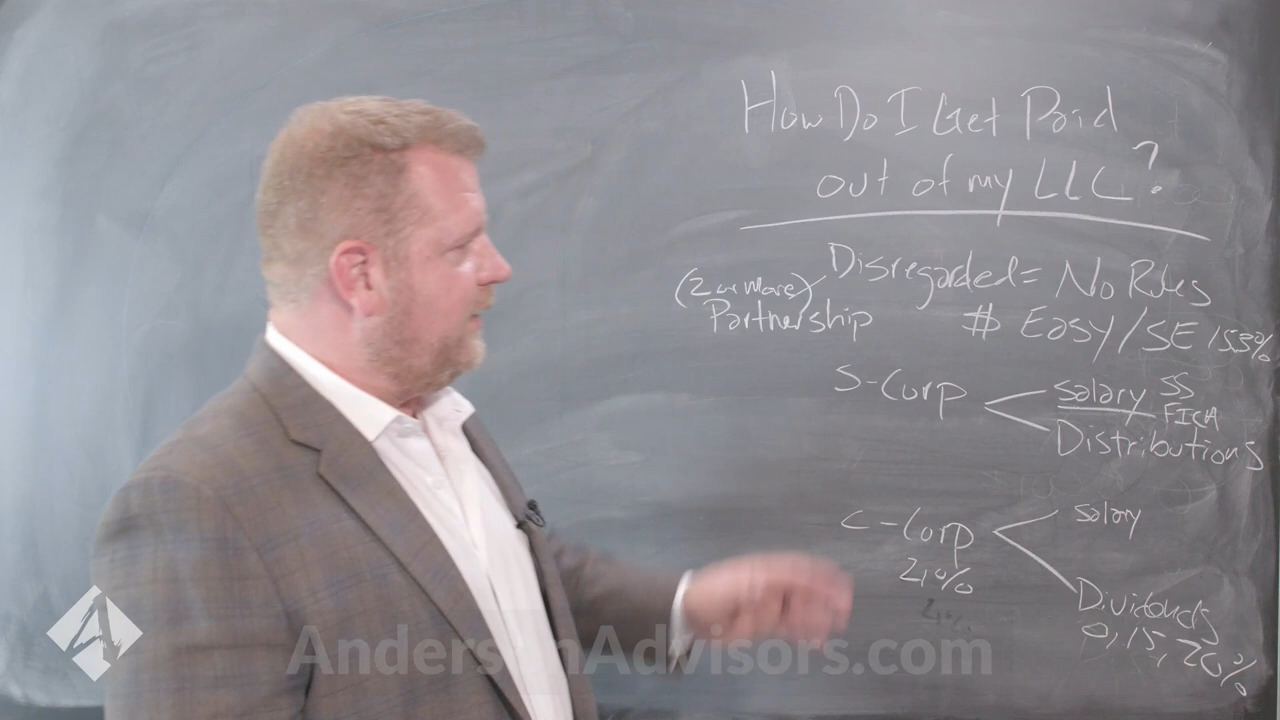 How Do I Get Paid
out of my LLC?
Disregarded = No Rules
(2 or more)
Partnership
$ Easy/SE 15.3%
S-Corp
Salary SS
FICA
Distributions
C-Corp
21%
Salary
Dividends
0, 15, 20%
A
AndersonAdvisors.com